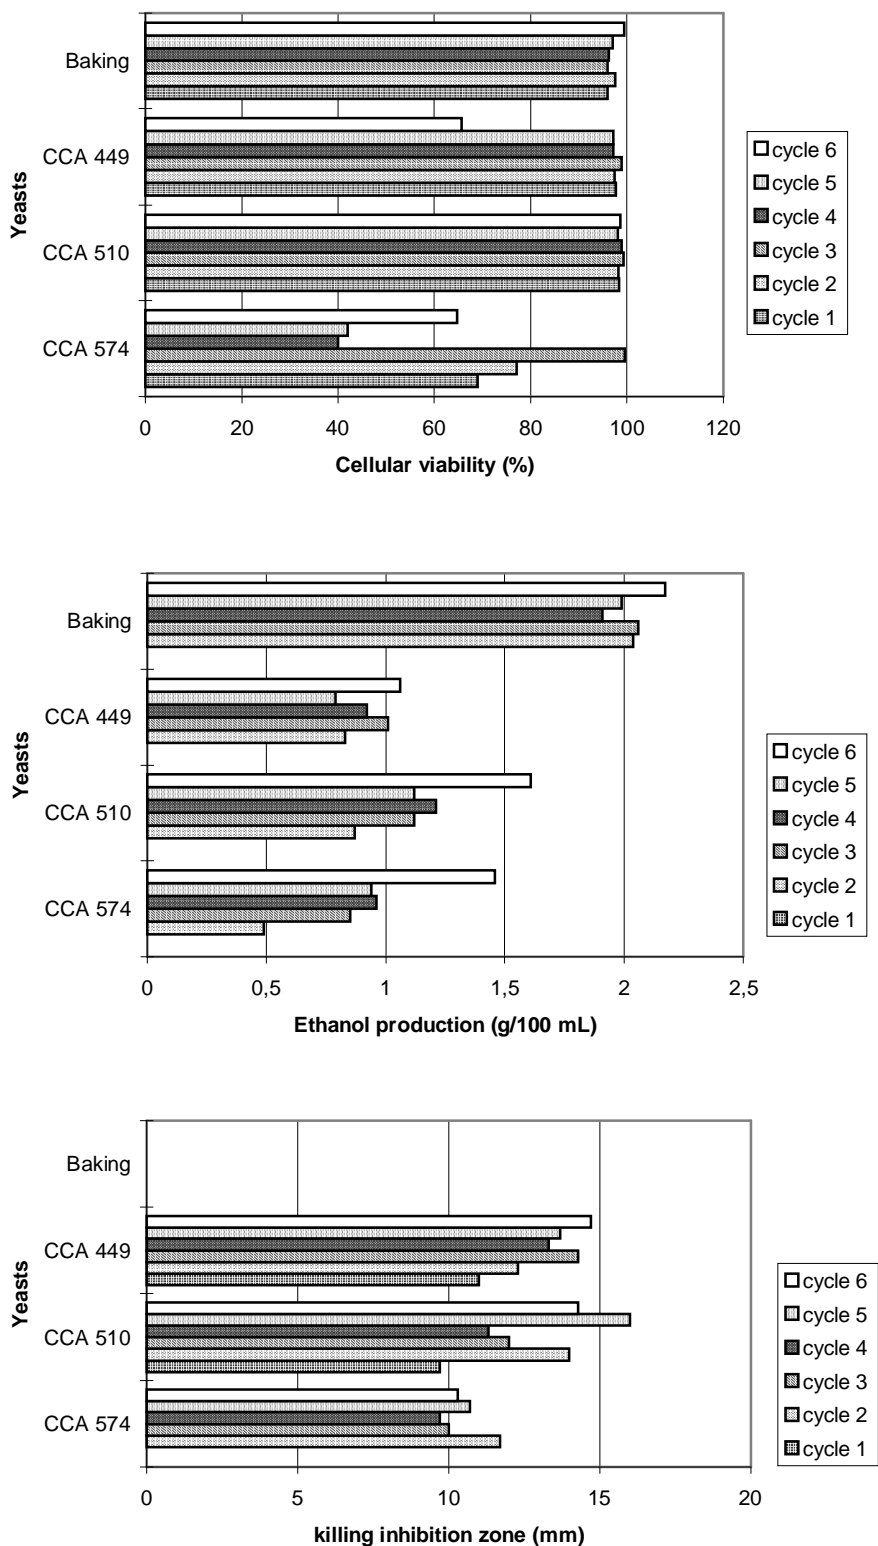 Yeasts
Baking
CCA 449
CCA 510
CCA 574
0 20 40 60 80 100 120
Cellular viability (%)
cycle 6
cycle 5
cycle 4
cycle 3
cycle 2
cycle 1
Yeasts
Baking
CCA 449
CCA 510
CCA 574
0 0,5 1 1,5 2 2,5
Ethanol production (g/100 mL)
cycle 6
cycle 5
cycle 4
cycle 3
cycle 2
cycle 1
Yeasts
Baking
CCA 449
CCA 510
CCA 574
0 5 10 15 20
killing inhibition zone (mm)
cycle 6
cycle 5
cycle 4
cycle 3
cycle 2
cycle 1